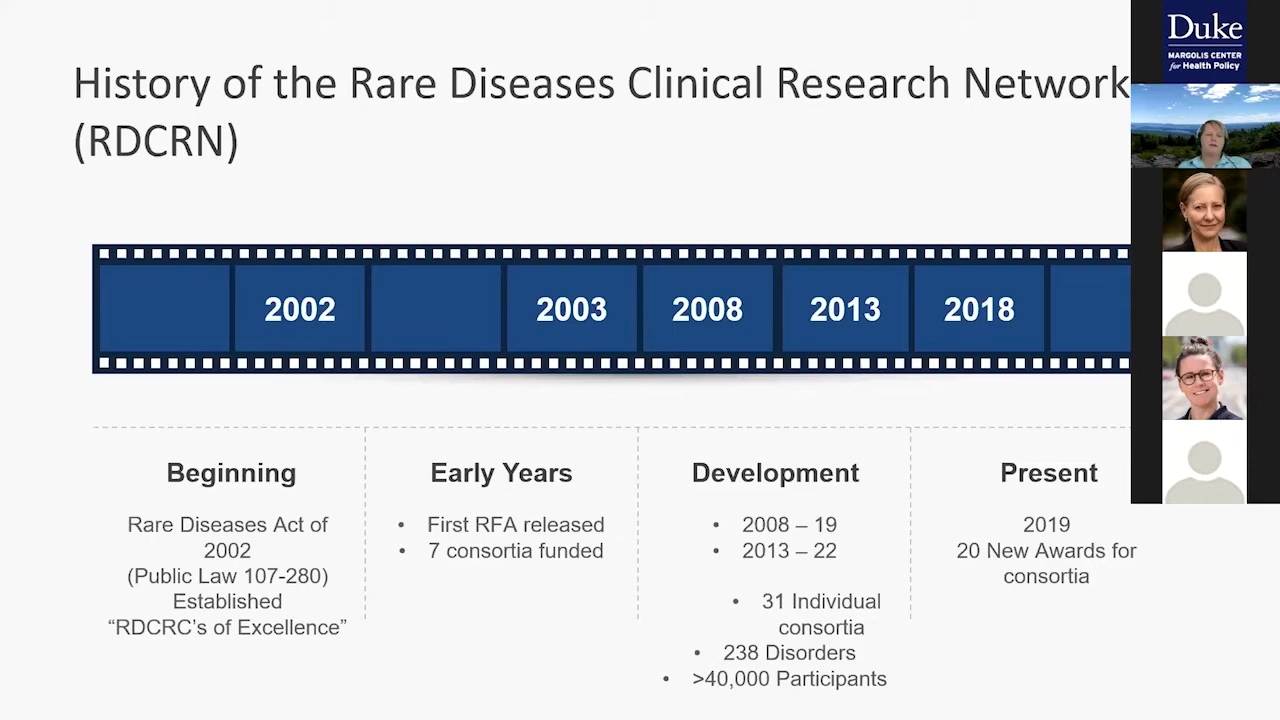 History of the Rare Diseases Clinical Research Network
(RDCRN)
Duke
MARGOLIS CENTER
for Health Policy
2002
2003
2008
2013
2018
Beginning
Rare Diseases Act of
2002
(Public Law 107-280)
Established
“RDCRC’s of Excellence”
Early Years
• First RFA released
• 7 consortia funded
Development
• 2008 – 19
• 2013 – 22
• 31 Individual
consortia
• 238 Disorders
• >40,000 Participants
Present
2019
20 New Awards for
consortia